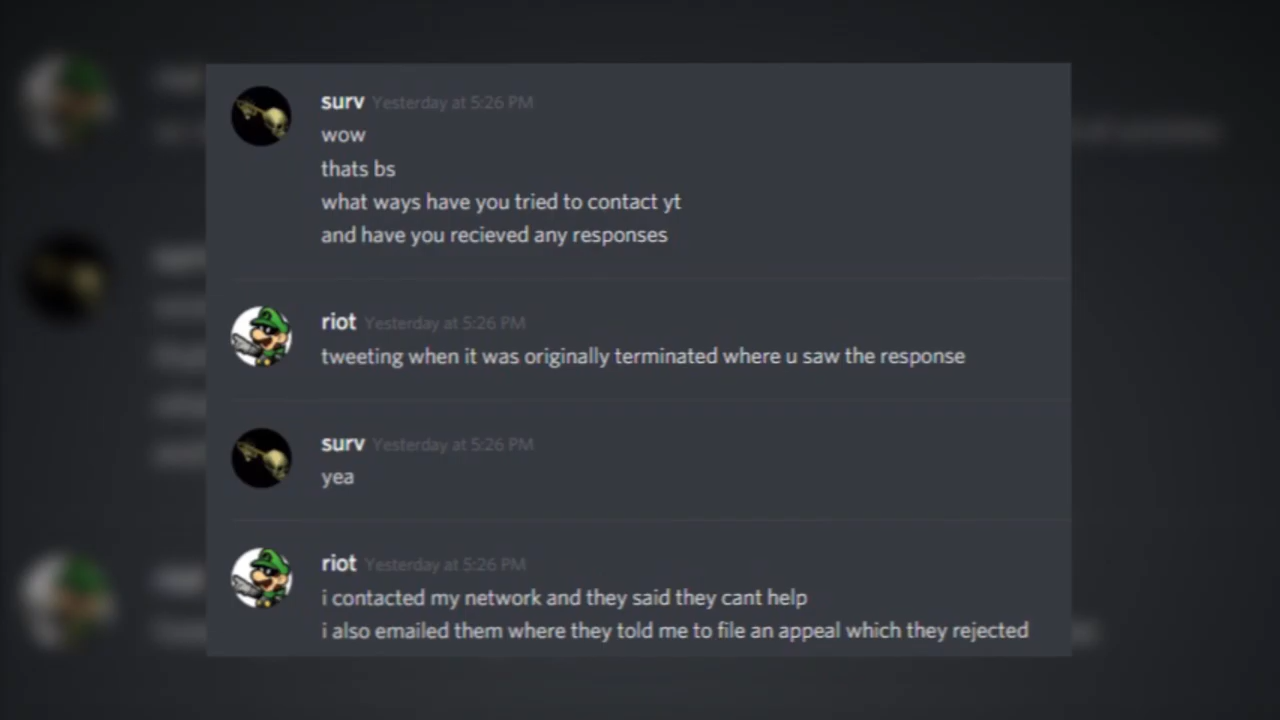 surv Yesterday at 5:26 PM
wow
thats bs
what ways have you tried to contact yt
and have you recieved any responses
riot Yesterday at 5:26 PM
tweeting when it was originally terminated where u saw the response
surv Yesterday at 5:26 PM
yea
riot Yesterday at 5:26 PM
i contacted my network and they said they cant help
i also emailed them where they told me to file an appeal which they rejected